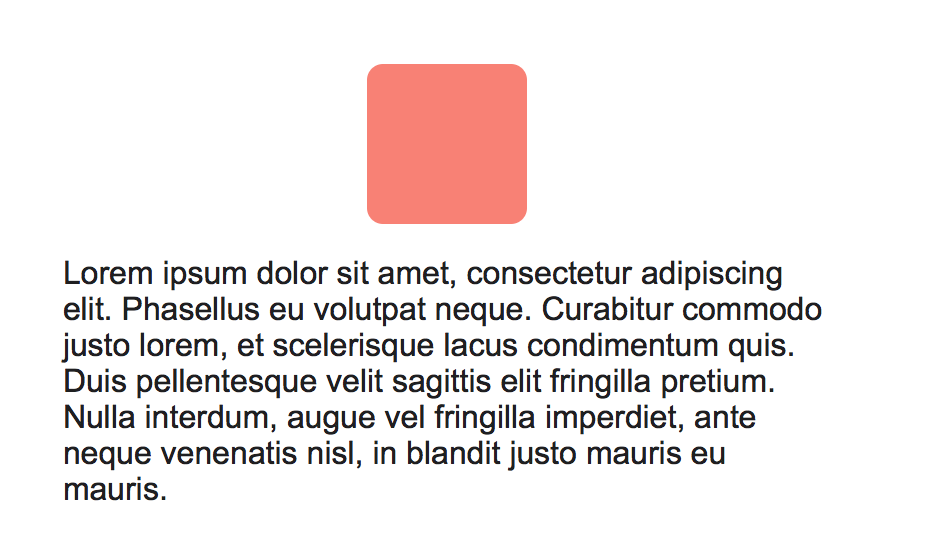 Lorem ipsum dolor sit amet, consectetur adipiscing
elit. Phasellus eu volutpat neque. Curabitur commodo
justo lorem, et scelerisque lacus condimentum quis.
Duis pellentesque velit sagittis elit fringilla pretium.
Nulla interdum, augue vel fringilla imperdiet, ante
neque venenatis nisl, in blandit justo mauris eu
mauris.